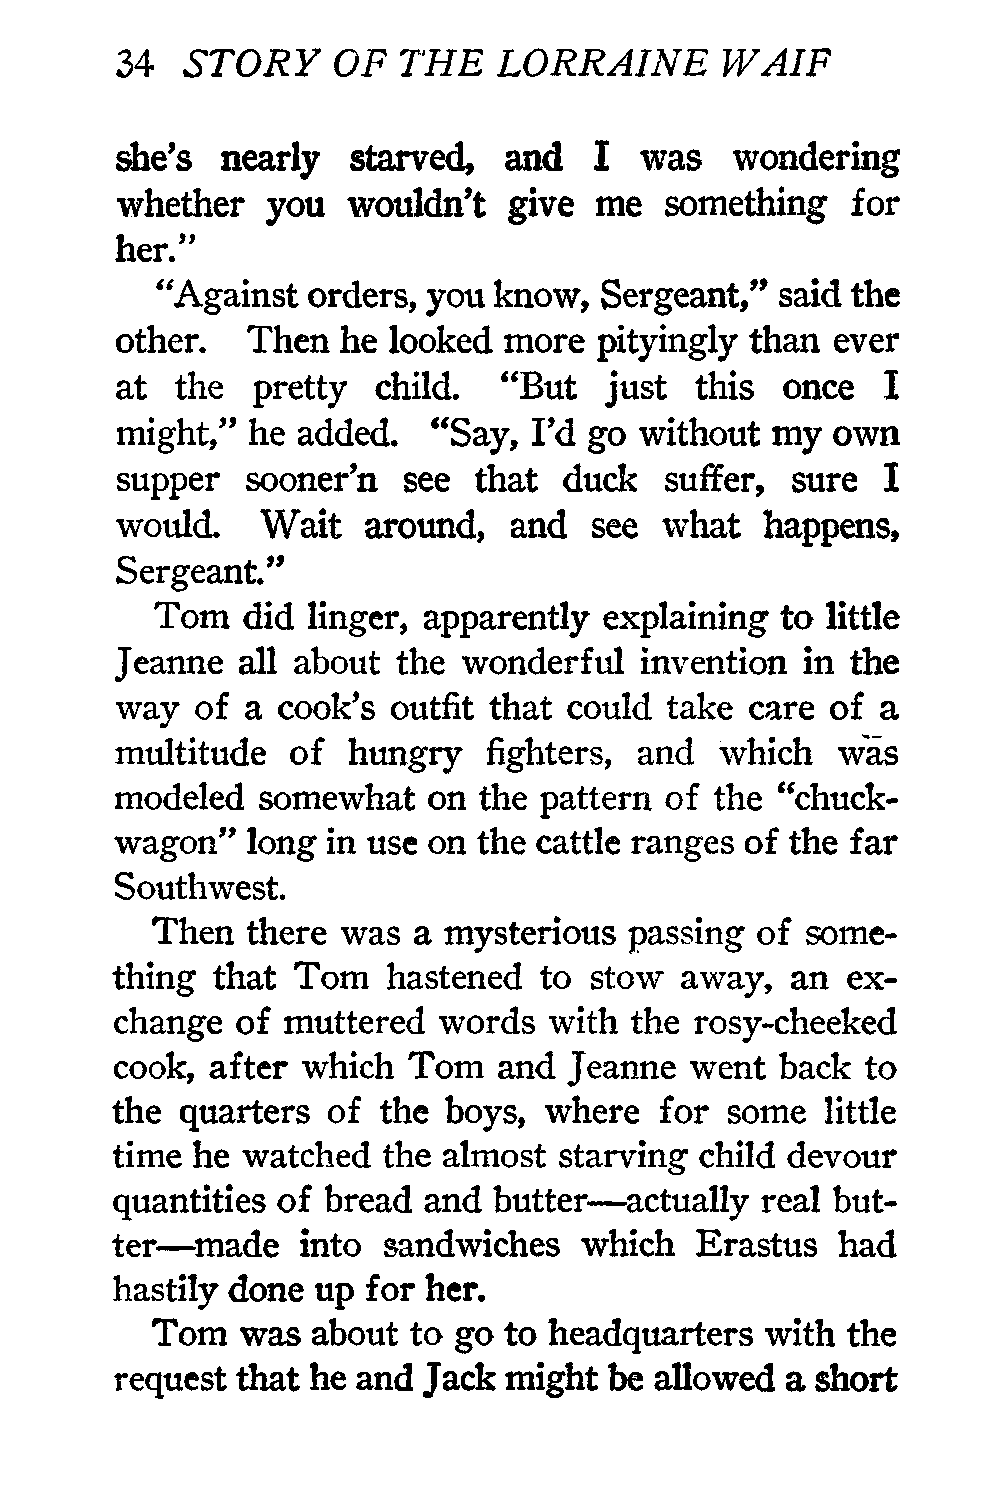 34 STORY OF THE LORRAINE WAIF
she's nearly starved, and I was wondering
whether you wouldn't give me something for
her."
"Against orders, you know, Sergeant," said the
other. Then he looked more pityingly than ever
at the pretty child. "But just this once I
might," he added. "Say, I'd go without my own
supper sooner'n see that duck suffer, sure I
would. Wait around, and see what happens,
Sergeant."
Tom did linger, apparently explaining to little
Jeanne all about the wonderful invention in the
way of a cook's outfit that could take care of a
multitude of hungry fighters, and which was
modeled somewhat on the pattern of the "chuck-
wagon" long in use on the cattle ranges of the far
Southwest.
Then there was a mysterious passing of some-
thing that Tom hastened to stow away, an ex-
change of muttered words with the rosy-cheeked
cook, after which Tom and Jeanne went back to
the quarters of the boys, where for some little
time he watched the almost starving child devour
quantities of bread and butter—actually real but-
ter—made into sandwiches which Erastus had
hastily done up for her.
Tom was about to go to headquarters with the
request that he and Jack might be allowed a short